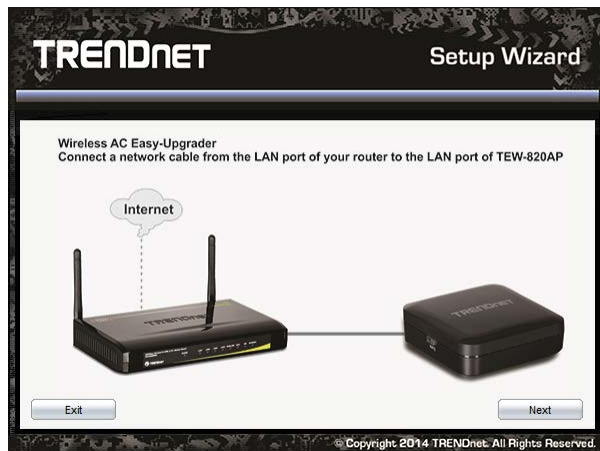 TRENDNET
Setup Wizard
Wireless AC Easy-Upgrader
Connect a network cable from the LAN port of your router to the LAN port of TEW-820AP
Internet
TRENDNET
TRENDNET
TRENDNET
Exit
Next
© Copyright 2014 TRENDnet. All Rights Reserved.